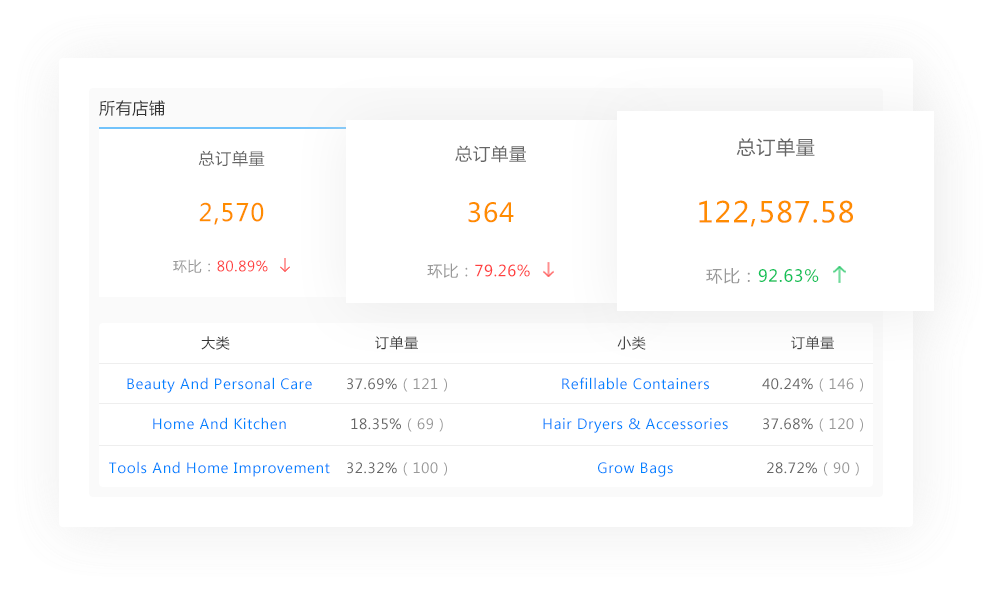 所有店铺
总订单量
2,570
环比：80.89% ↓
总订单量
364
环比：79.26% ↓
总订单量
122,587.58
环比：92.63% ↑
大类 订单量 小类 订单量
Beauty And Personal Care 37.69% ( 121 ) Refillable Containers 40.24% ( 146 )
Home And Kitchen 18.35% ( 69 ) Hair Dryers & Accessories 37.68% ( 120 )
Tools And Home Improvement 32.32% ( 100 ) Grow Bags 28.72% ( 90 )